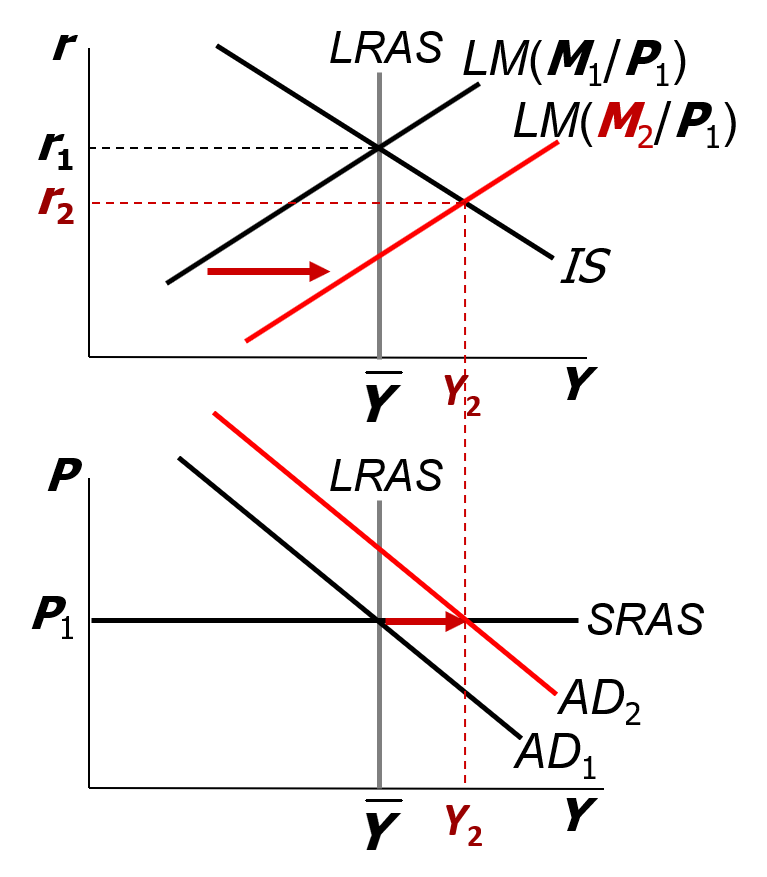 r
LRAS
LM(M₁/P₁)
LM(M₂/P₁)
r₁
r₂
IS
Y̅
Y₂
Y
P
LRAS
P₁
SRAS
AD₂
AD₁
Y̅
Y₂
Y